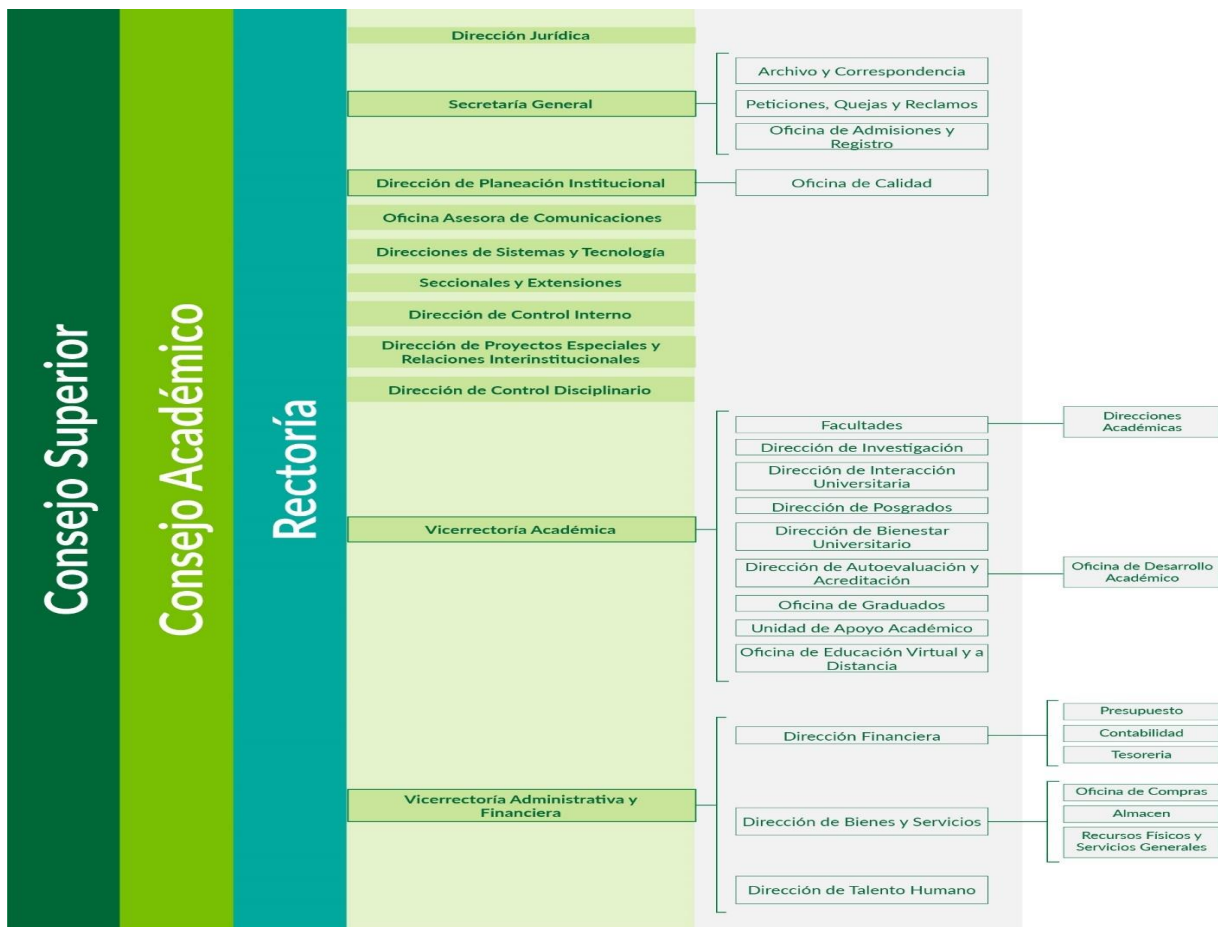 Consejo Superior
Consejo Académico
Rectoría
Dirección Jurídica
Secretaría General
Archivo y Correspondencia
Peticiones, Quejas y Reclamos
Oficina de Admisiones y
Registro
Dirección de Planeación Institucional
Oficina de Calidad
Oficina Asesora de Comunicaciones
Direcciones de Sistemas y Tecnología
Seccionales y Extensiones
Dirección de Control Interno
Dirección de Proyectos Especiales y
Relaciones Interinstitucionales
Dirección de Control Disciplinario
Vicerrectoría Académica
Facultades
Direcciones
Académicas
Dirección de Investigación
Dirección de Interacción
Universitaria
Dirección de Posgrados
Dirección de Bienestar
Universitario
Dirección de Autoevaluación y
Acreditación
Oficina de Desarrollo
Académico
Oficina de Graduados
Unidad de Apoyo Académico
Oficina de Educación Virtual y a
Distancia
Vicerrectoría Administrativa y
Financiera
Dirección Financiera
Presupuesto
Contabilidad
Tesoreria
Dirección de Bienes y Servicios
Oficina de Compras
Almacen
Recursos Físicos y
Servicios Generales
Dirección de Talento Humano